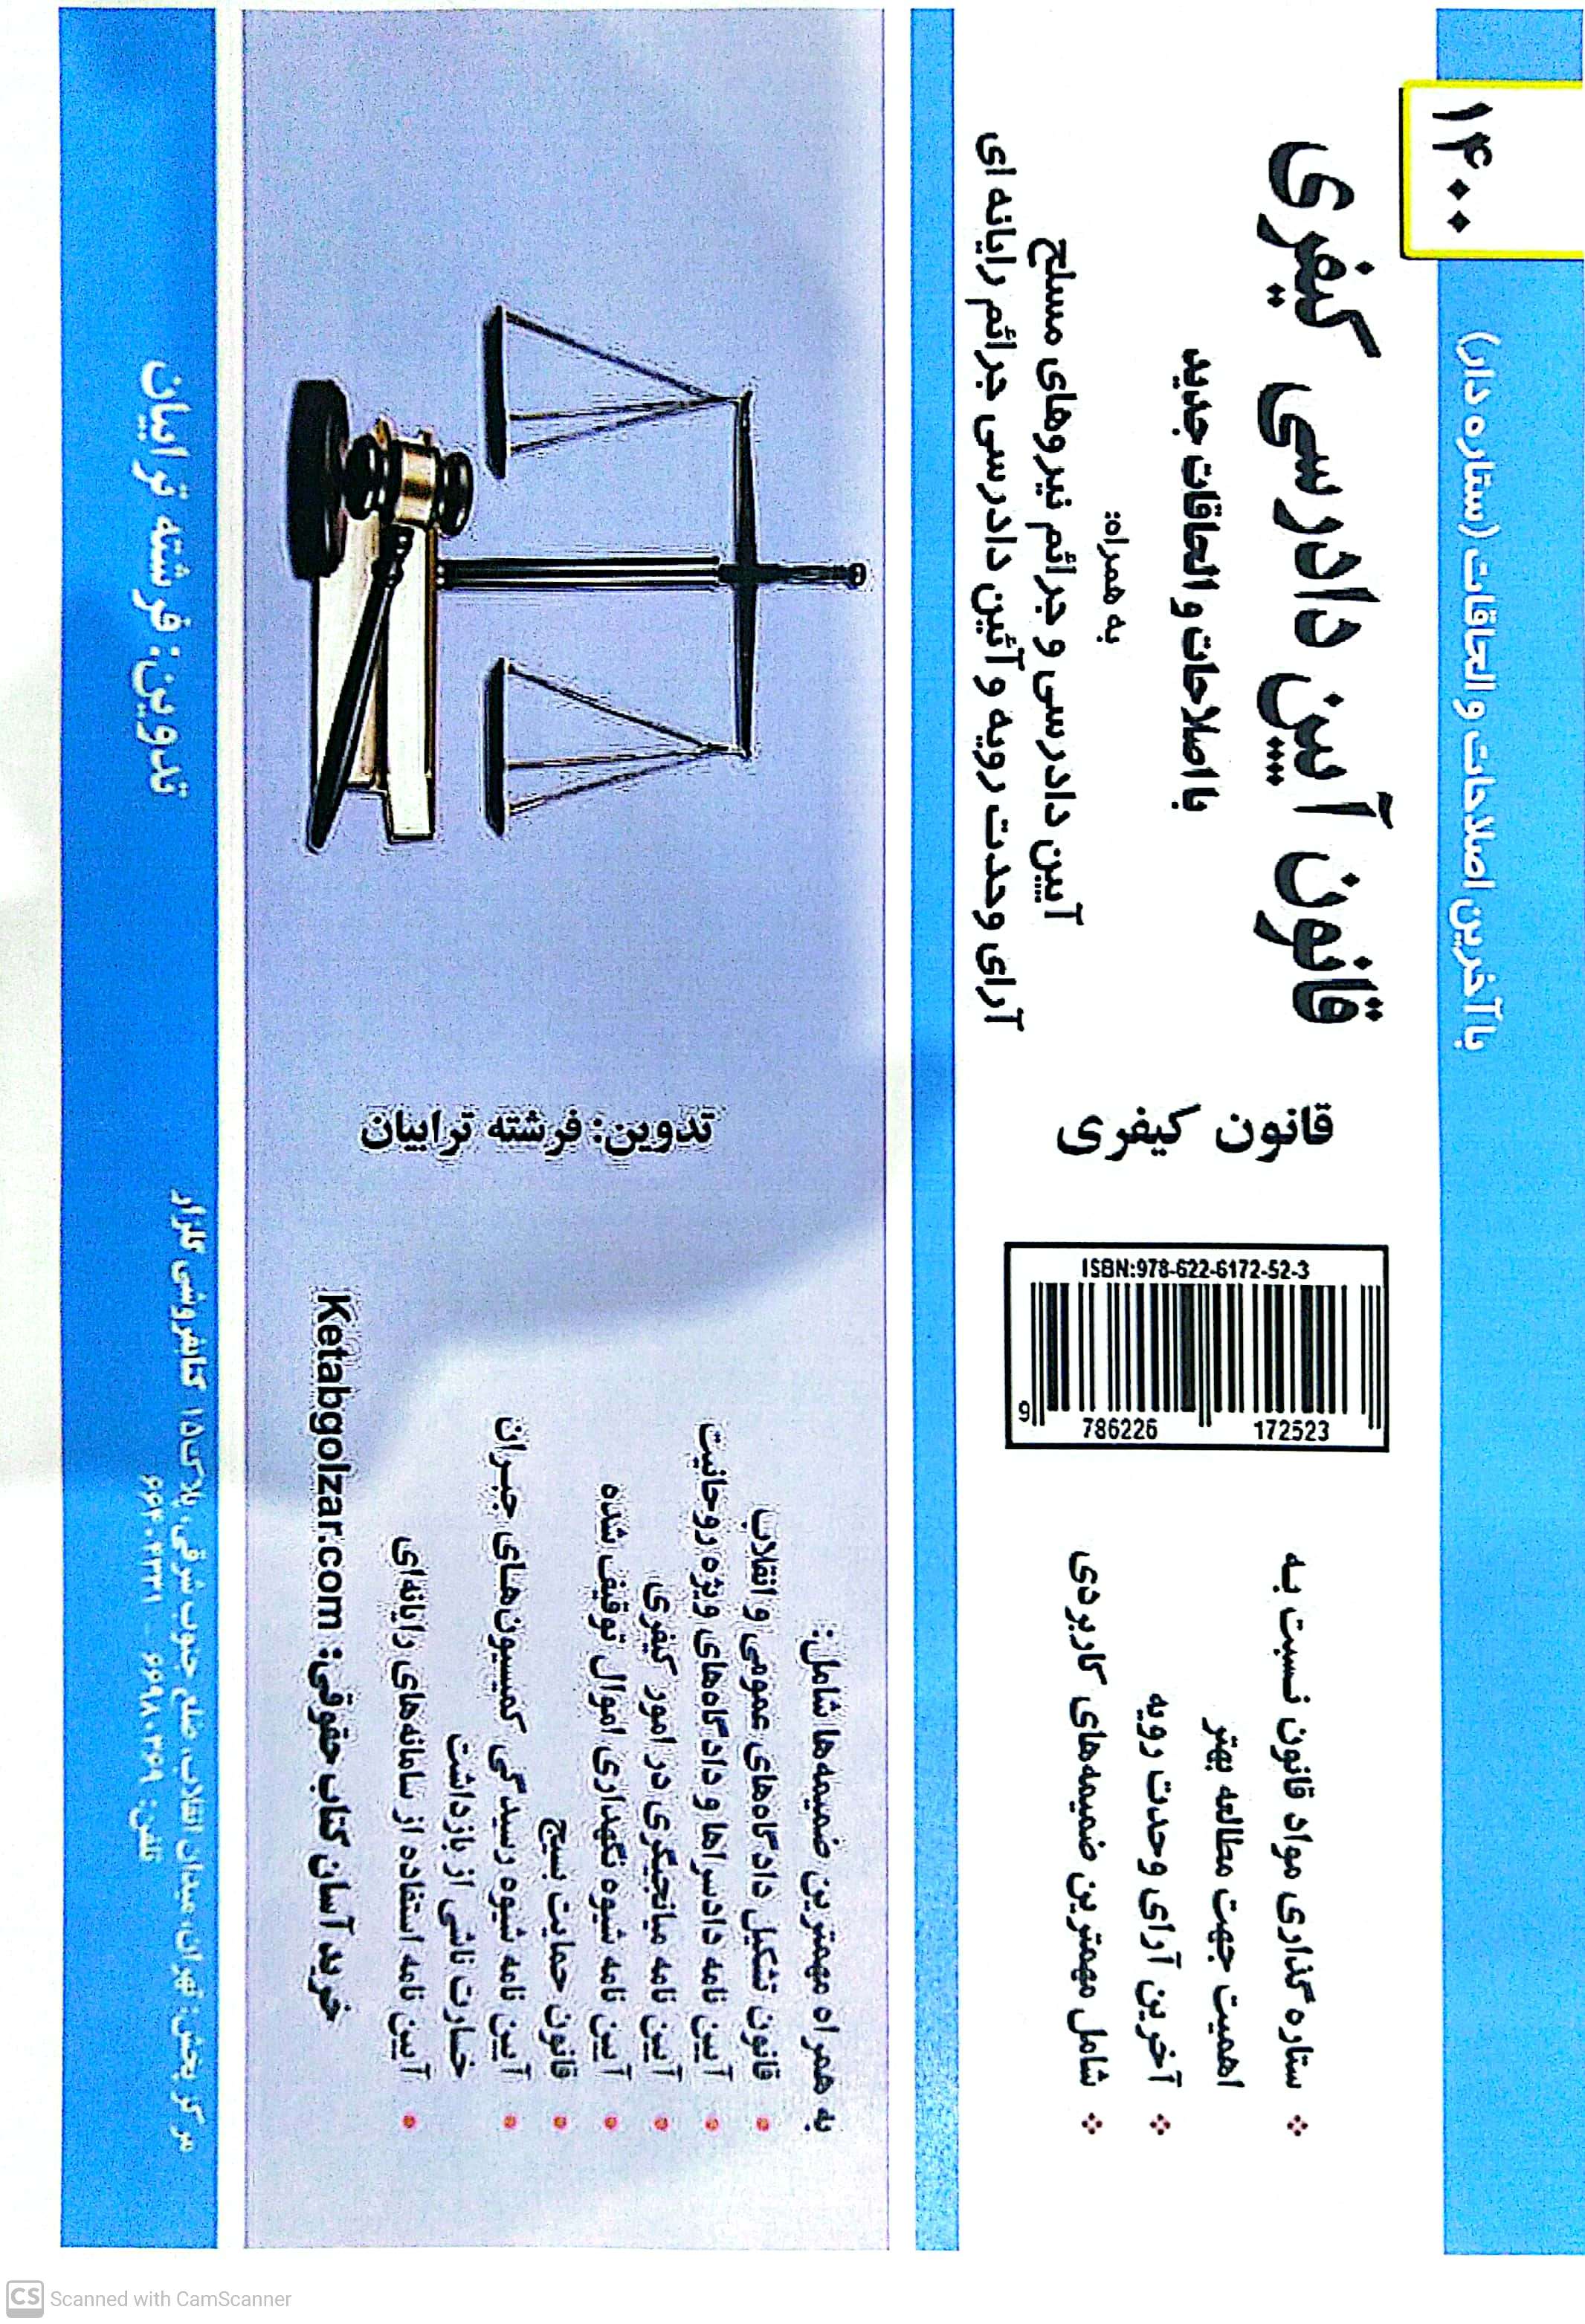 ۱۴۰۰
با آخرین اصلاحات و الحاقات (ستاره دار)
قانون آیین دادرسی کیفری
با اصلاحات و الحاقات جدید
به همراه:
آیین دادرسی و جرائم نیروهای مسلح
آرای وحدت رویه و آئین دادرسی جرائم رایانه ای
تدوین: فرشته ترابیان
قانون کیفری
تدوین: فرشته ترابیان
ISBN:978-622-6172-52-3
9 786226 172523
ستاره گذاری مواد قانون نسبت به
اهمیت جهت مطالعه بهتر
آخرین آرای وحدت رویه
شامل مهمترین ضمیمه‌های کاربردی
به همراه مهمترین ضمیمه‌ها شامل:
قانون تشکیل دادگاه‌های عمومی و انقلاب
آیین نامه دادسراها و دادگاه‌های ویژه روحانیت
آیین نامه میانجیگری در امور کیفری
آیین نامه شیوه نگهداری اموال توقیف شده
قانون حمایت بسیج
آیین نامه شیوه رسیدگی کمیسیون‌های جبران
خسارت ناشی از بازداشت
آیین نامه استفاده از سامانه‌های رایانه‌ای
خرید آسان کتاب حقوقی: Ketabgolzar.com
مرکز پخش: تهران، میدان انقلاب، ضلع جنوب شرقی، پلاک۱۵ کتابفروشی گلزار
تلفن: ۶۶۹۸۰۳۶۹ - ۶۶۴۰۴۳۳۱
CS Scanned with CamScanner